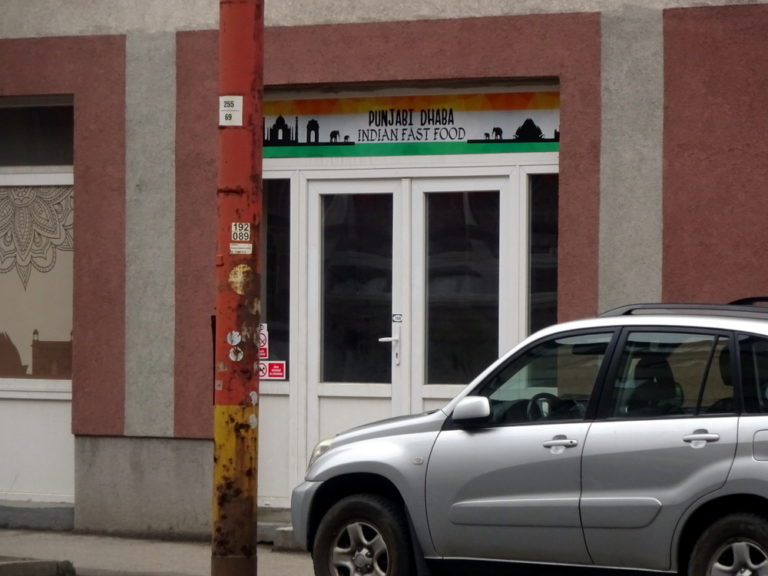 PUNJABI DHABA
INDIAN FAST FOOD
255
69
192
089